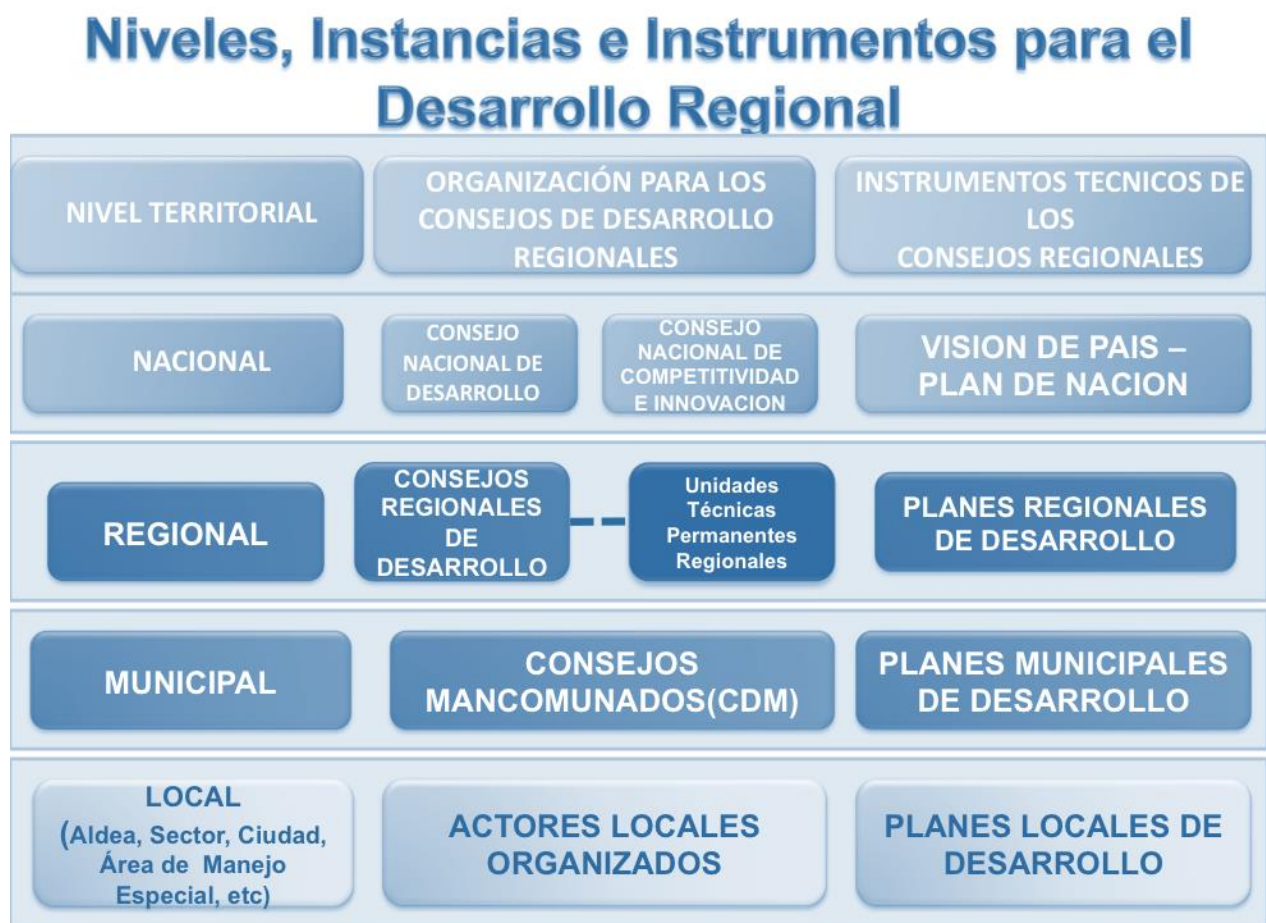 Niveles, Instancias e Instrumentos para el
Desarrollo Regional
NIVEL TERRITORIAL
ORGANIZACIÓN PARA LOS
CONSEJOS DE DESARROLLO
REGIONALES
INSTRUMENTOS TECNICOS DE
LOS
CONSEJOS REGIONALES
NACIONAL
CONSEJO
NACIONAL DE
DESARROLLO
CONSEJO
NACIONAL DE
COMPETITIVIDAD
E INNOVACION
VISION DE PAIS –
PLAN DE NACION
REGIONAL
CONSEJOS
REGIONALES
DE
DESARROLLO
Unidades
Técnicas
Permanentes
Regionales
PLANES REGIONALES
DE DESARROLLO
MUNICIPAL
CONSEJOS
MANCOMUNADOS(CDM)
PLANES MUNICIPALES
DE DESARROLLO
LOCAL
(Aldea, Sector, Ciudad,
Área de Manejo
Especial, etc)
ACTORES LOCALES
ORGANIZADOS
PLANES LOCALES DE
DESARROLLO